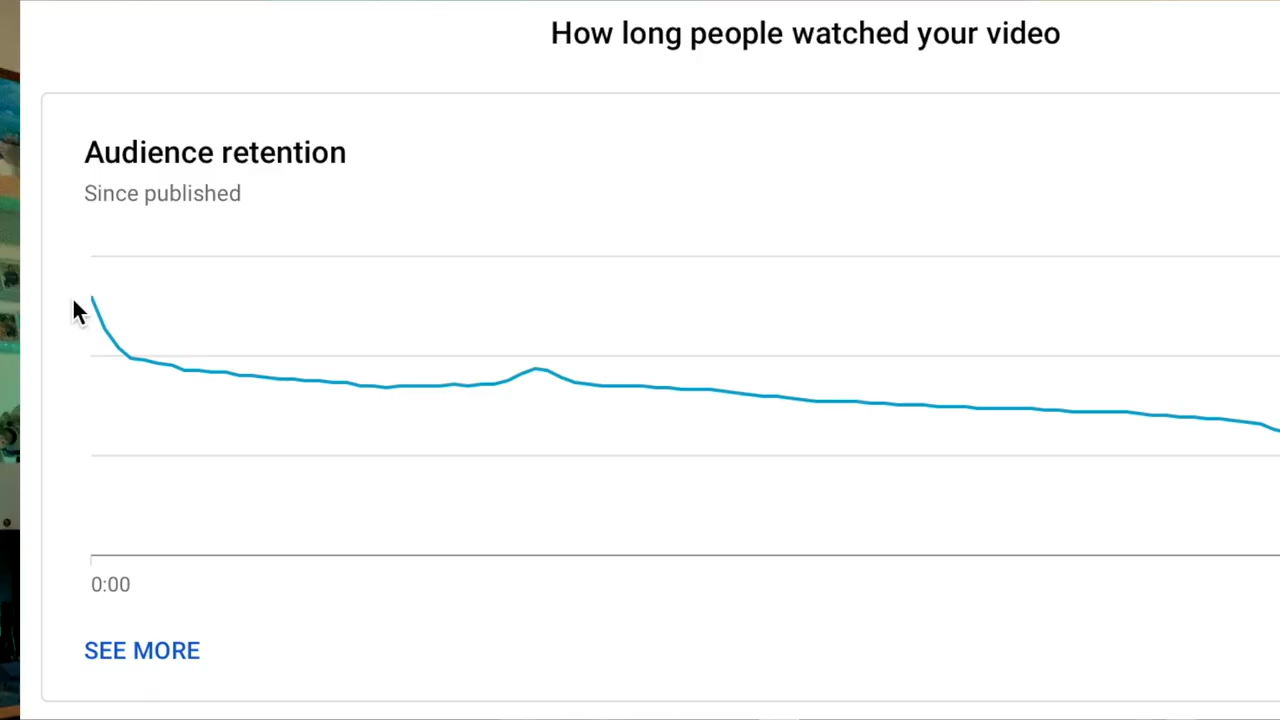 How long people watched your video
Audience retention
Since published
0:00
SEE MORE